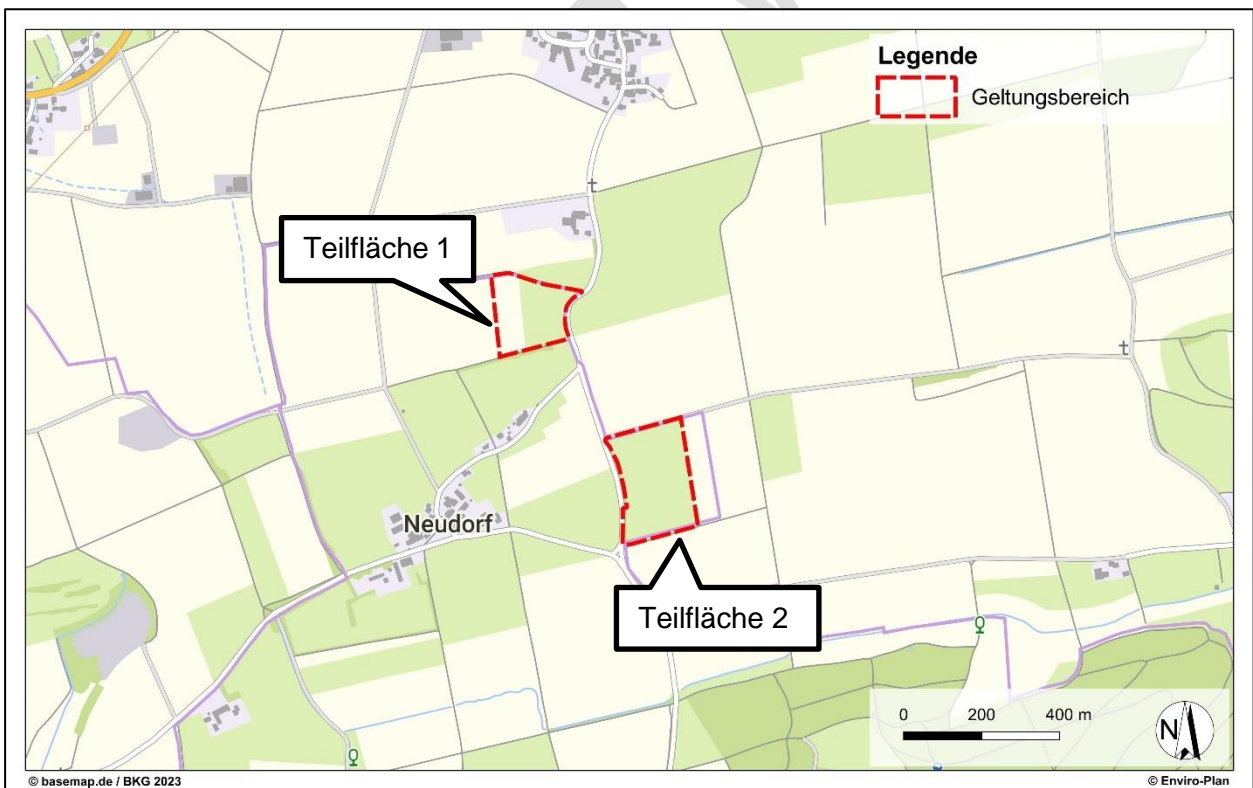 Legende
Geltungsbereich
Teilfläche 1
Neudorf
Teilfläche 2
0 200 400 m
N
© basemap.de / BKG 2023
© Enviro-Plan